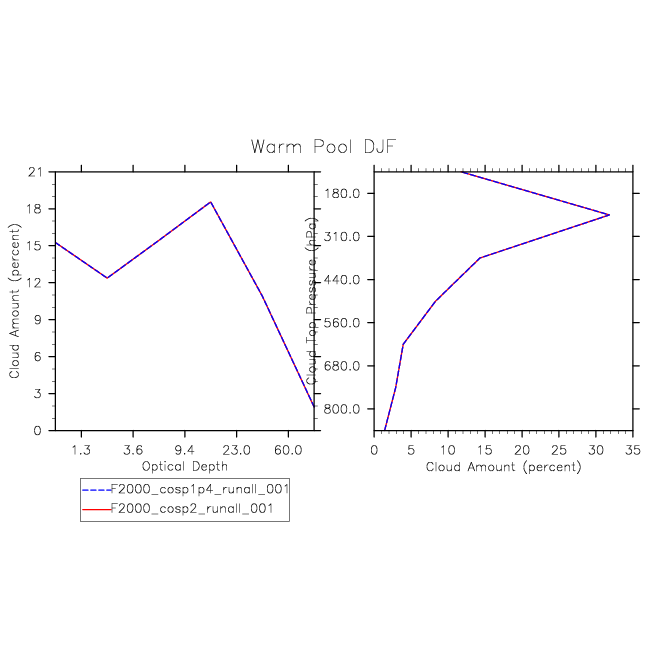 Warm Pool DJF
Cloud Amount (percent)
21
18
15
12
9
6
3
0
1.3 3.6 9.4 23.0 60.0
Optical Depth
Cloud Top Pressure (hPa)
180.0
310.0
440.0
560.0
680.0
800.0
0 5 10 15 20 25 30 35
Cloud Amount (percent)
F2000_cosp1p4_runall_001
F2000_cosp2_runall_001